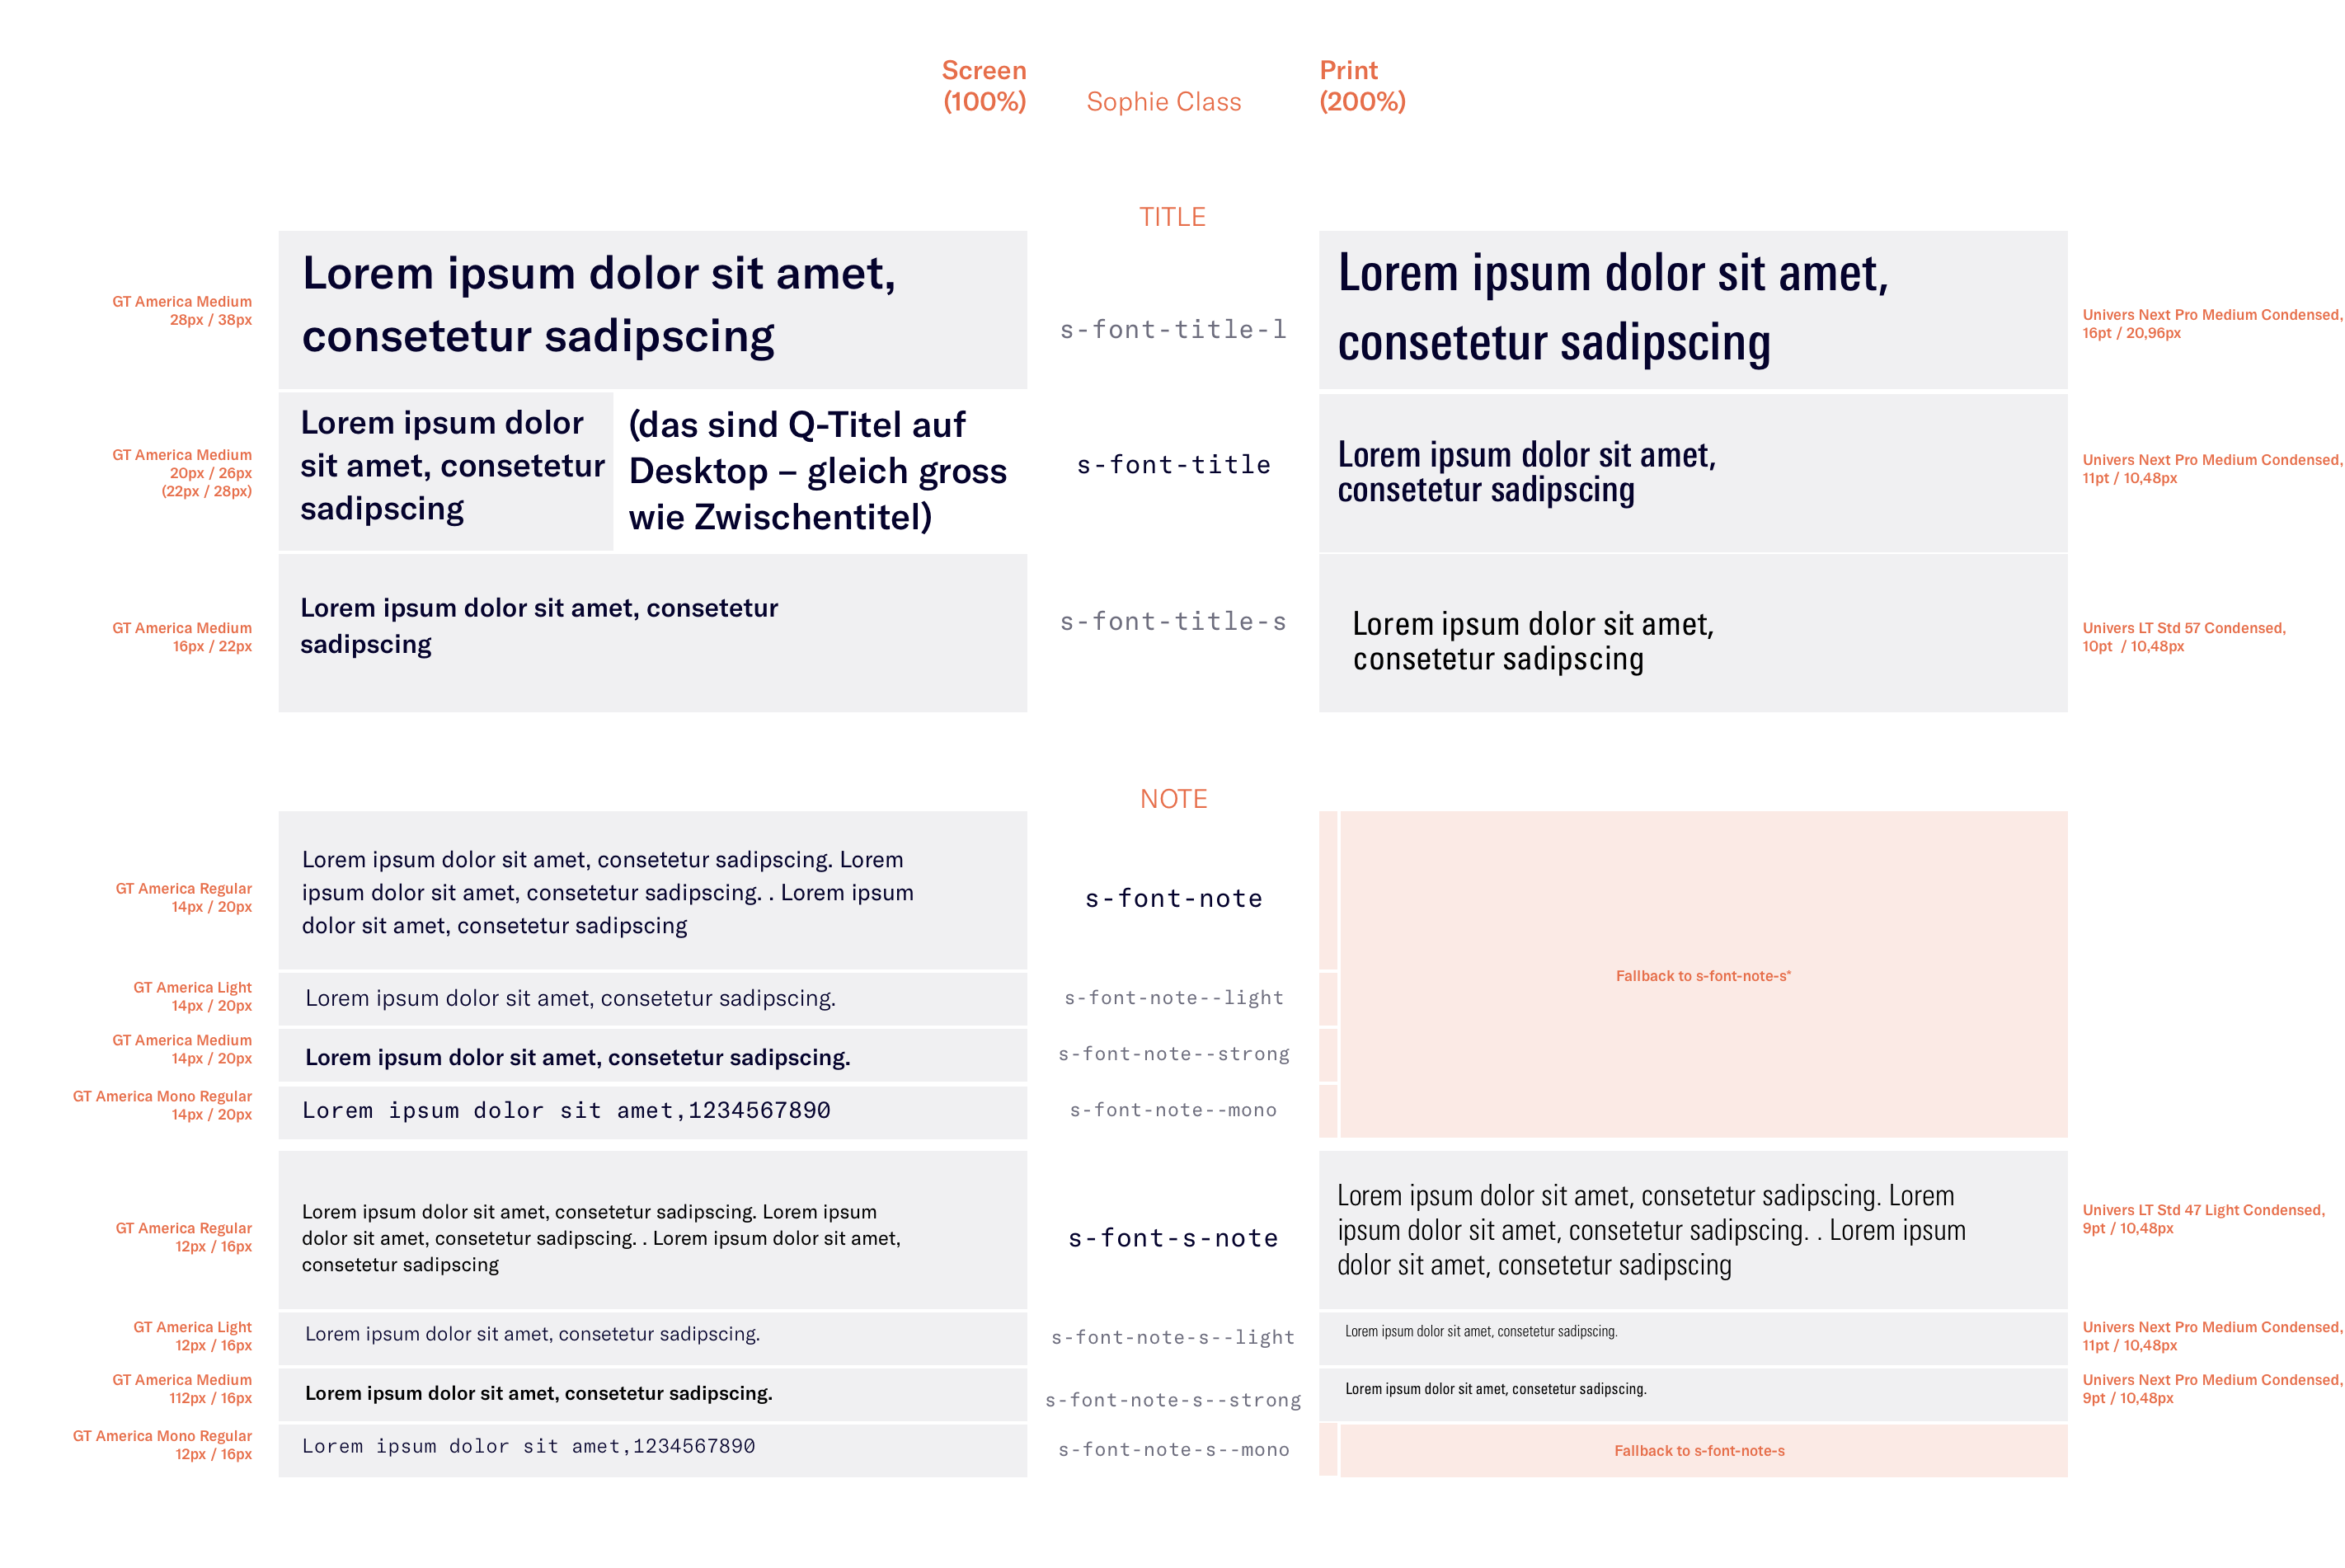 Screen
(100%)
Sophie Class
Print
(200%)
TITLE
GT America Medium
28px / 38px
Lorem ipsum dolor sit amet,
consetetur sadipscing
s-font-title-l
Lorem ipsum dolor sit amet,
consetetur sadipscing
Univers Next Pro Medium Condensed,
16pt / 20,96px
GT America Medium
20px / 26px
(22px / 28px)
Lorem ipsum dolor
sit amet, consetetur
sadipscing
(das sind Q-Titel auf
Desktop – gleich gross
wie Zwischentitel)
s-font-title
Lorem ipsum dolor sit amet,
consetetur sadipscing
Univers Next Pro Medium Condensed,
11pt / 10,48px
GT America Medium
16px / 22px
Lorem ipsum dolor sit amet, consetetur
sadipscing
s-font-title-s
Lorem ipsum dolor sit amet,
consetetur sadipscing
Univers LT Std 57 Condensed,
10pt  / 10,48px
NOTE
GT America Regular
14px / 20px
Lorem ipsum dolor sit amet, consetetur sadipscing. Lorem
ipsum dolor sit amet, consetetur sadipscing. . Lorem ipsum
dolor sit amet, consetetur sadipscing
s-font-note
Fallback to s-font-note-s*
GT America Light
14px / 20px
Lorem ipsum dolor sit amet, consetetur sadipscing.
s-font-note--light
GT America Medium
14px / 20px
Lorem ipsum dolor sit amet, consetetur sadipscing.
s-font-note--strong
GT America Mono Regular
14px / 20px
Lorem ipsum dolor sit amet,1234567890
s-font-note--mono
GT America Regular
12px / 16px
Lorem ipsum dolor sit amet, consetetur sadipscing. Lorem ipsum
dolor sit amet, consetetur sadipscing. . Lorem ipsum dolor sit amet,
consetetur sadipscing
s-font-s-note
Lorem ipsum dolor sit amet, consetetur sadipscing. Lorem
ipsum dolor sit amet, consetetur sadipscing. . Lorem ipsum
dolor sit amet, consetetur sadipscing
Univers LT Std 47 Light Condensed,
9pt / 10,48px
GT America Light
12px / 16px
Lorem ipsum dolor sit amet, consetetur sadipscing.
s-font-note-s--light
Lorem ipsum dolor sit amet, consetetur sadipscing.
Univers Next Pro Medium Condensed,
11pt / 10,48px
GT America Medium
112px / 16px
Lorem ipsum dolor sit amet, consetetur sadipscing.
s-font-note-s--strong
Lorem ipsum dolor sit amet, consetetur sadipscing.
Univers Next Pro Medium Condensed,
9pt / 10,48px
GT America Mono Regular
12px / 16px
Lorem ipsum dolor sit amet,1234567890
s-font-note-s--mono
Fallback to s-font-note-s